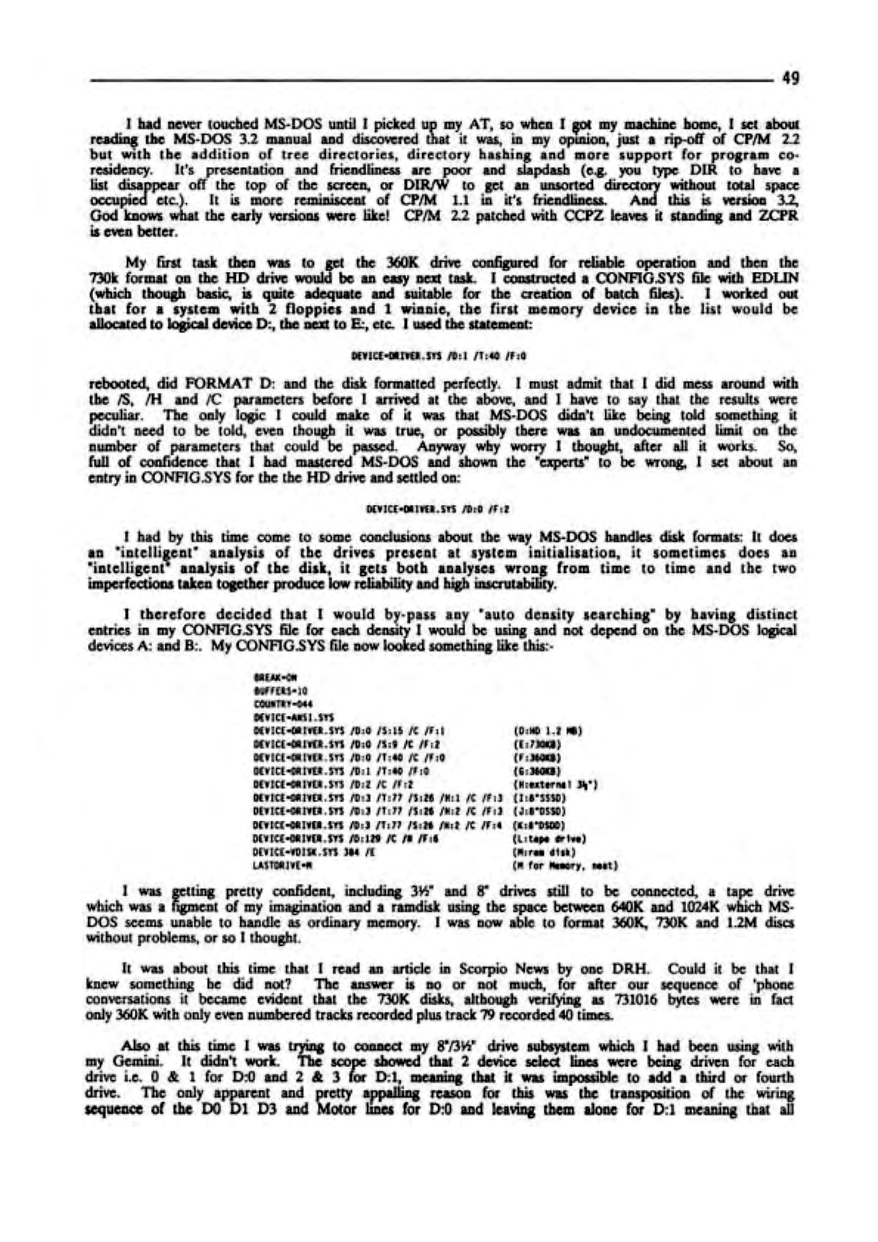 49
I had never touched MS-DOS until I picked up my AT, so when I got my machine home, I set about
reading the MS-DOS 3.2 manual and discovered that it was, in my opinion, just a rip-off of CP/M 2.2
but with the addition of tree directories, directory hashing and more support for program co-
residency. It's presentation and friendliness are poor and slapdash (e.g. you type DIR to have a
list disappear off the top of the screen, or DIR/W to get an unsorted directory without total space
occupied etc.). It is more reminiscent of CP/M 1.1 in it's friendliness. And this is version 3.2,
God knows what the early versions were like! CP/M 2.2 patched with CCPZ leaves it standing and ZCPR
is even better.
My first task then was to get the 360K drive configured for reliable operation and then the
730k format on the HD drive would be an easy next task. I constructed a CONFIG.SYS file with EDLIN
(which though basic, is quite adequate and suitable for the creation of batch files). I worked out
that for a system with 2 floppies and 1 winnie, the first memory device in the list would be
allocated to logical device D:, the next to E:, etc. I used the statement:
DEVICE=DRIVER.SYS /D:1 /T:40 /F:0
rebooted, did FORMAT D: and the disk formatted perfectly. I must admit that I did mess around with
the /S, /H and /C parameters before I arrived at the above, and I have to say that the results were
peculiar. The only logic I could make of it was that MS-DOS didn't like being told something it
didn't need to be told, even though it was true, or possibly there was an undocumented limit on the
number of parameters that could be passed. Anyway why worry I thought, after all it works. So,
full of confidence that I had mastered MS-DOS and shown the "experts" to be wrong, I set about an
entry in CONFIG.SYS for the the HD drive and settled on:
DEVICE=DRIVER.SYS /D:0 /F:2
I had by this time come to some conclusions about the way MS-DOS handles disk formats: It does
an "intelligent" analysis of the drives present at system initialisation, it sometimes does an
"intelligent" analysis of the disk, it gets both analyses wrong from time to time and the two
imperfections taken together produce low reliability and high inscrutability.
I therefore decided that I would by-pass any "auto density searching" by having distinct
entries in my CONFIG.SYS file for each density I would be using and not depend on the MS-DOS logical
devices A: and B:. My CONFIG.SYS file now looked something like this:-
BREAK=ON
BUFFERS=10
COUNTRY=044
DEVICE=ANSI.SYS
DEVICE=DRIVER.SYS /D:0 /S:15 /C /F:1 (D:HD 1.2 MB)
DEVICE=DRIVER.SYS /D:0 /S:9 /C /F:2 (E:730KB)
DEVICE=DRIVER.SYS /D:0 /T:40 /C /F:0 (F:360KB)
DEVICE=DRIVER.SYS /D:1 /T:40 /F:0 (G:360KB)
DEVICE=DRIVER.SYS /D:2 /C /F:2 (H:external 3½")
DEVICE=DRIVER.SYS /D:3 /T:77 /S:26 /H:1 /C /F:3 (I:8"SSSD)
DEVICE=DRIVER.SYS /D:3 /T:77 /S:26 /H:2 /C /F:3 (J:8"DSSD)
DEVICE=DRIVER.SYS /D:3 /T:77 /S:26 /H:2 /C /F:4 (K:8"DSDD)
DEVICE=DRIVER.SYS /D:129 /C /N /F:6 (L:tape drive)
DEVICE=VDISK.SYS 384 /E (M:ram disk)
LASTDRIVE=M (M for Memory, neat)
I was getting pretty confident, including 3½" and 8" drives still to be connected, a tape drive
which was a figment of my imagination and a ramdisk using the space between 640K and 1024K which MS-
DOS seems unable to handle as ordinary memory. I was now able to format 360K, 730K and 1.2M discs
without problems, or so I thought.
It was about this time that I read an article in Scorpio News by one DRH. Could it be that I
knew something he did not? The answer is no or not much, for after our sequence of 'phone
conversations it became evident that the 730K disks, although verifying as 731016 bytes were in fact
only 360K with only even numbered tracks recorded plus track 79 recorded 40 times.
Also at this time I was trying to connect my 8"/3½" drive subsystem which I had been using with
my Gemini. It didn't work. The scope showed that 2 device select lines were being driven for each
drive i.e. 0 & 1 for D:0 and 2 & 3 for D:1, meaning that it was impossible to add a third or fourth
drive. The only apparent and pretty appalling reason for this was the transposition of the wiring
sequence of the D0 D1 D3 and Motor lines for D:0 and leaving them alone for D:1 meaning that all